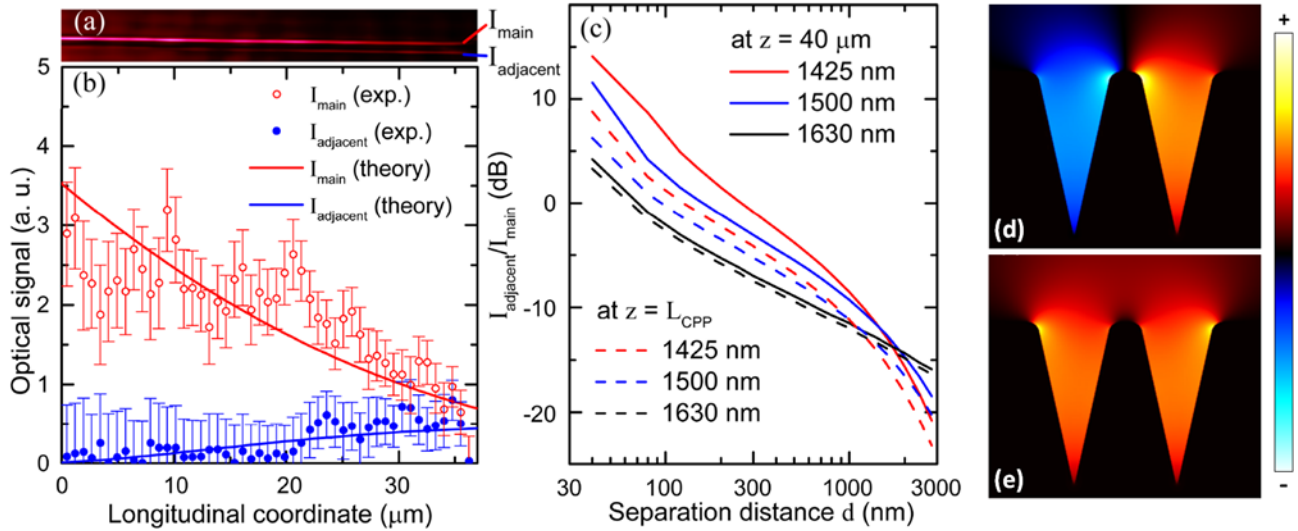 (a)
I_main
I_adjacent
(b)
5
4
3
2
1
0
Optical signal (a. u.)
I_main (exp.)
I_adjacent (exp.)
I_main (theory)
I_adjacent (theory)
0
10
20
30
Longitudinal coordinate (μm)
(c)
at z = 40 μm
1425 nm
1500 nm
1630 nm
10
0
-10
-20
I_adjacent/I_main (dB)
at z = L_CPP
1425 nm
1500 nm
1630 nm
30
100
300
1000
3000
Separation distance d (nm)
(d)
(e)
+
-